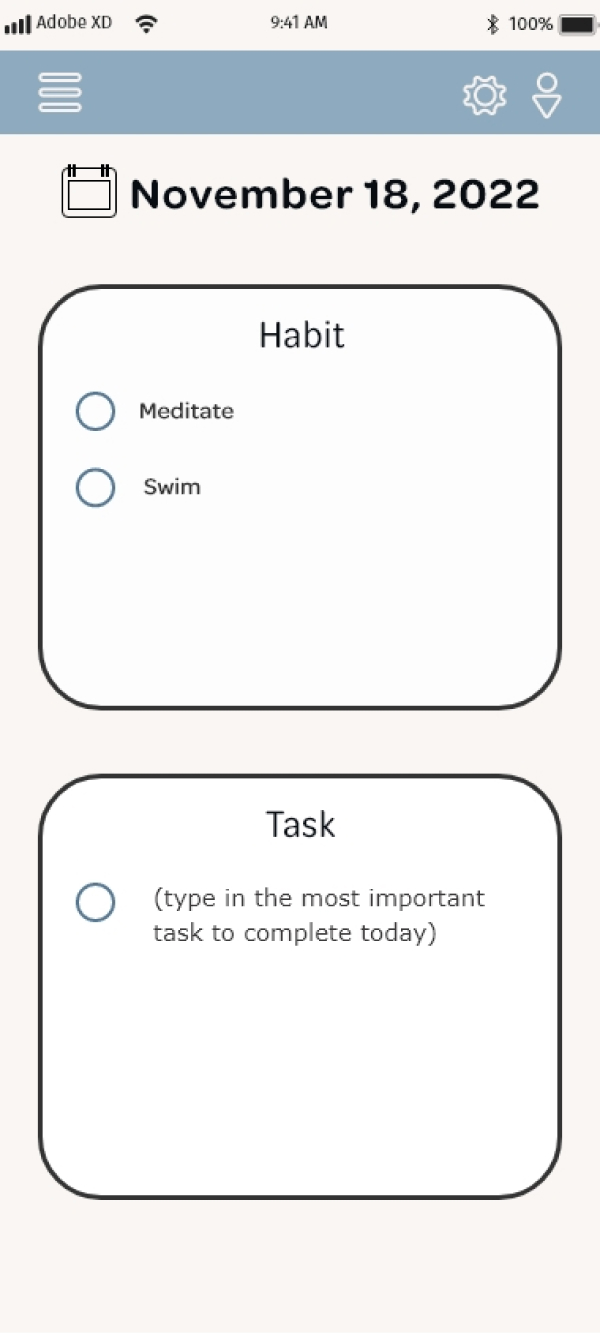 Adobe XD 9:41 AM 100%
November 18, 2022
Habit
Meditate
Swim
Task
(type in the most important
task to complete today)